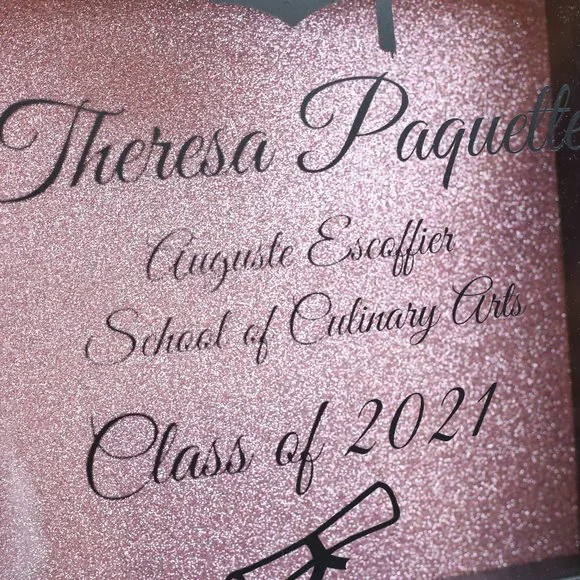 Theresa Paquette
Auguste Escoffier
School of Culinary Arts
Class of 2021